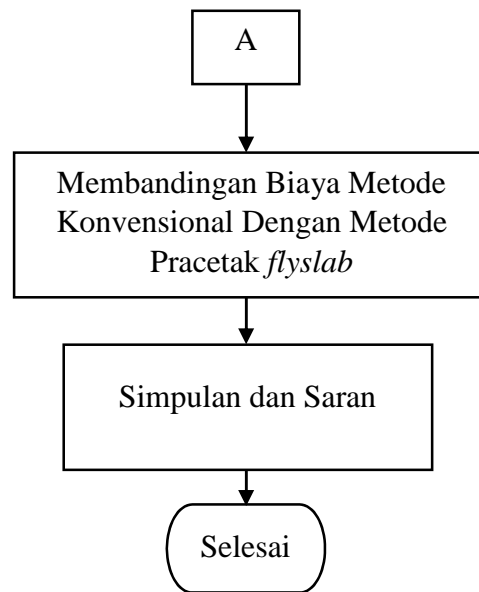 A
Membandingan Biaya Metode
Konvensional Dengan Metode
Pracetak flyslab
Simpulan dan Saran
Selesai